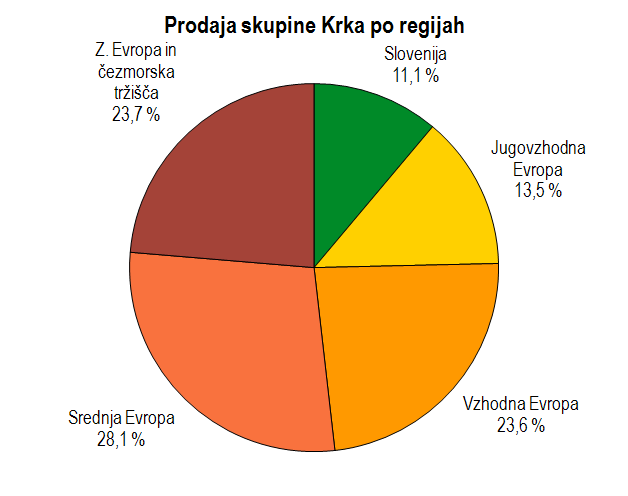 Prodaja skupine Krka po regijah
Z. Evropa in
čezmorska
tržišča
23,7 %
Slovenija
11,1 %
Jugovzhodna
Evropa
13,5 %
Srednja Evropa
28,1 %
Vzhodna Evropa
23,6 %